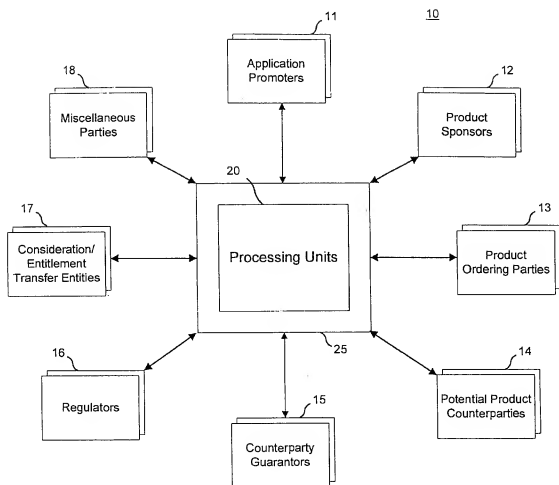 10
11
Application
Promoters
18
Miscellaneous
Parties
12
Product
Sponsors
20
Processing Units
17
Consideration/
Entitlement
Transfer Entities
13
Product
Ordering Parties
25
16
Regulators
15
Counterparty
Guarantors
14
Potential Product
Counterparties